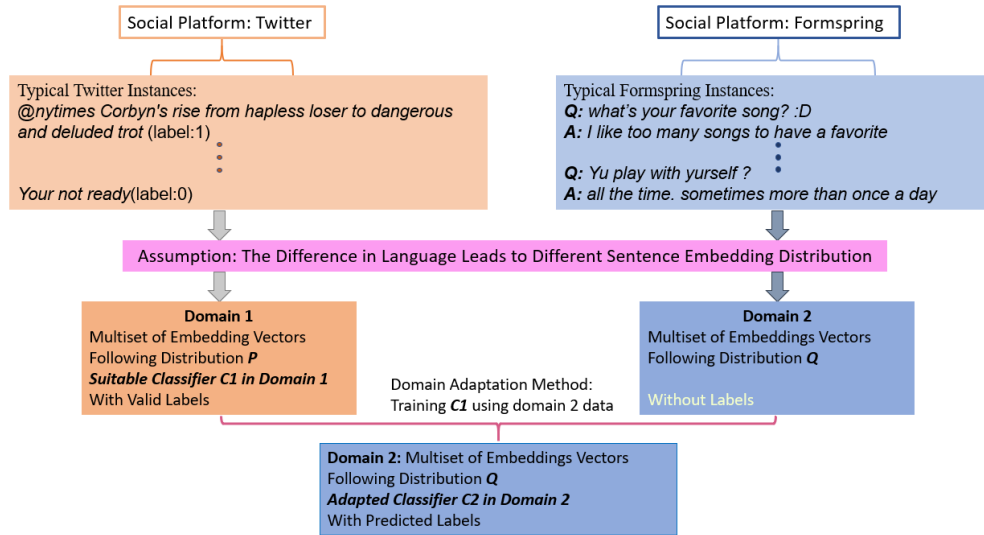 Social Platform: Twitter
Social Platform: Formspring
Typical Twitter Instances:
@nytimes Corbyn's rise from hapless loser to dangerous
and deluded trot (label:1)
Your not ready(label:0)
Typical Formspring Instances:
Q: what's your favorite song? :D
A: I like too many songs to have a favorite
Q: Yu play with yurself ?
A: all the time. sometimes more than once a day
Assumption: The Difference in Language Leads to Different Sentence Embedding Distribution
Domain 1
Multiset of Embedding Vectors
Following Distribution P
Suitable Classifier C1 in Domain 1
With Valid Labels
Domain Adaptation Method:
Training C1 using domain 2 data
Domain 2
Multiset of Embeddings Vectors
Following Distribution Q
Without Labels
Domain 2: Multiset of Embeddings Vectors
Following Distribution Q
Adapted Classifier C2 in Domain 2
With Predicted Labels